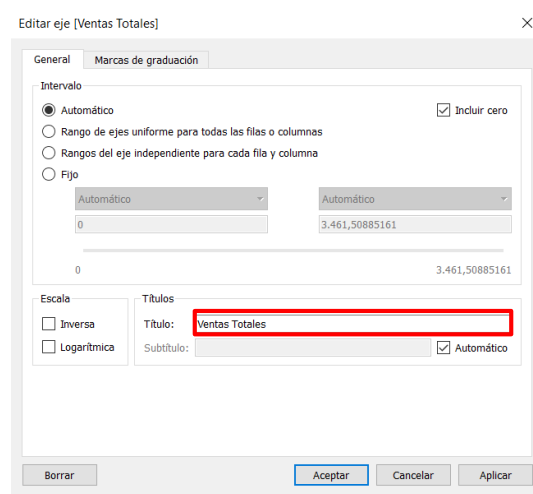 Editar eje [Ventas Totales]
General Marcas de graduación
Intervalo
Automático Incluir cero
Rango de ejes uniforme para todas las filas o columnas
Rangos del eje independiente para cada fila y columna
Fijo
Automático Automático
0 3.461,50885161
0 3.461,50885161
Escala Títulos
Inversa Título: Ventas Totales
Logarítmica Subtítulo: Automático
Borrar Aceptar Cancelar Aplicar